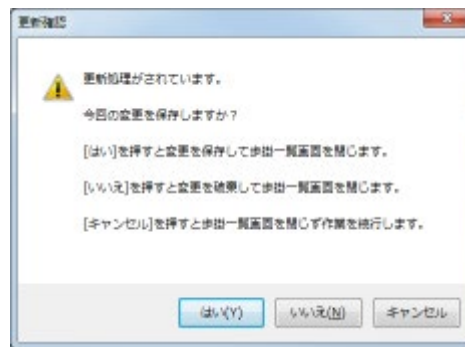 更新確認
更新処理がされています。
今回の変更を保存しますか?
[はい]を押すと変更を保存して歩掛一覧画面を閉じます。
[いいえ]を押すと変更を破棄して歩掛一覧画面を閉じます。
[キャンセル]を押すと歩掛一覧画面を閉じず作業を続行します。
はい(Y)
いいえ(N)
キャンセル